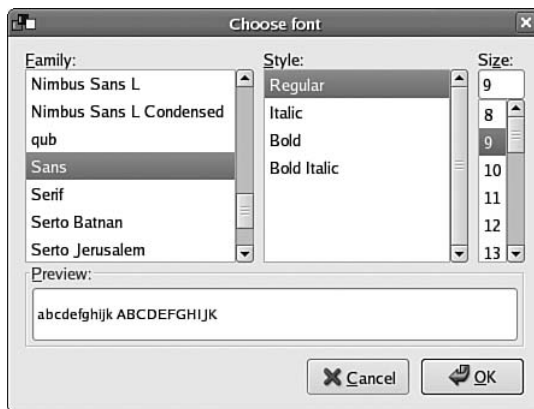 Choose font
Family:
Nimbus Sans L
Nimbus Sans L Condensed
qub
Sans
Serif
Serto Batnan
Serto Jerusalem
Style:
Regular
Italic
Bold
Bold Italic
Size:
9
8
9
10
11
12
13
Preview:
abcdefghijk ABCDEFGHIJK
Cancel
OK